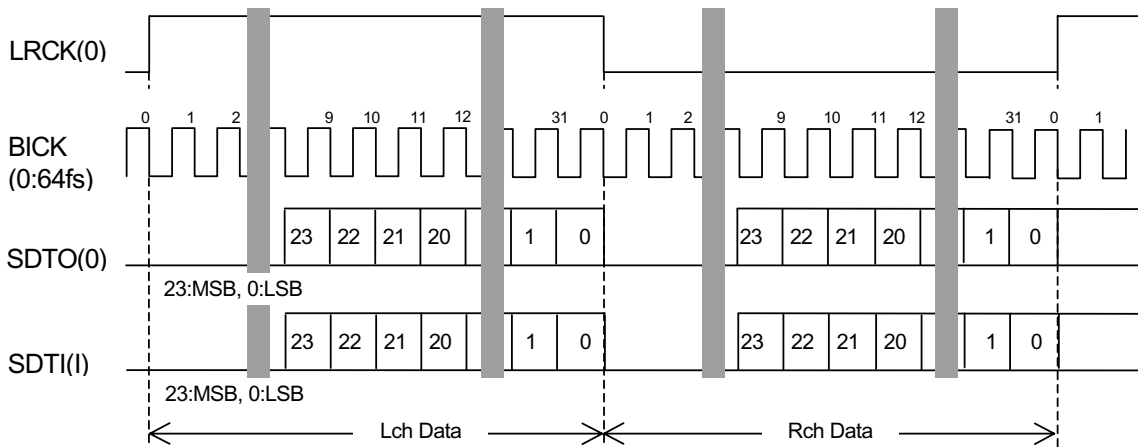 LRCK(0)
0 1 2 9 10 11 12 31 0 1 2 9 10 11 12 31 0 1
BICK
(0:64fs)
23 22 21 20 1 0 23 22 21 20 1 0
SDTO(0)
23:MSB, 0:LSB
23 22 21 20 1 0 23 22 21 20 1 0
SDTI(I)
23:MSB, 0:LSB
Lch Data Rch Data